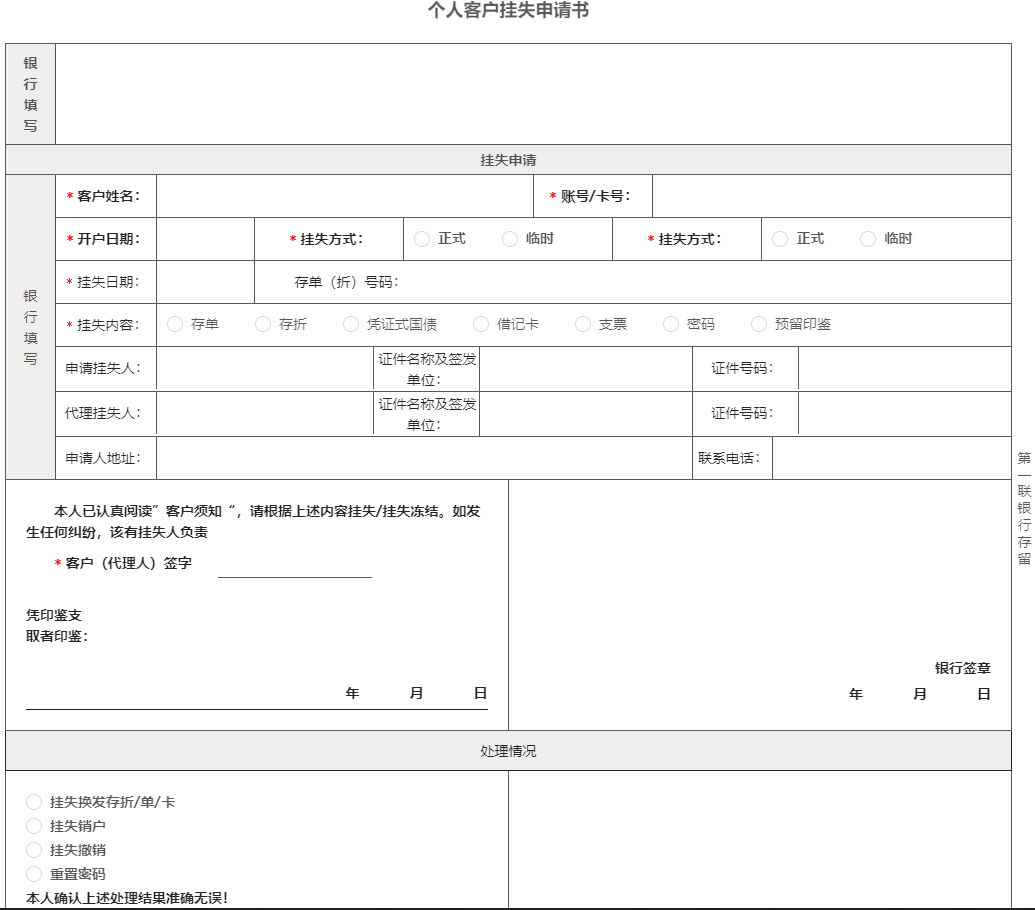 个人客户挂失申请书
银
行
填
写
挂失申请
银
行
填
写
* 客户姓名： * 账号/卡号：
* 开户日期： * 挂失方式： 正式 临时 * 挂失方式： 正式 临时
* 挂失日期： 存单（折）号码：
* 挂失内容： 存单 存折 凭证式国债 借记卡 支票 密码 预留印鉴
申请挂失人： 证件名称及签发 证件号码：
单位：
代理挂失人： 证件名称及签发 证件号码：
单位：
申请人地址： 联系电话：
第一联银行存留
本人已认真阅读”客户须知“，请根据上述内容挂失/挂失冻结。如发
生任何纠纷，该有挂失人负责
* 客户（代理人）签字
凭印鉴支
取者印鉴：
年 月 日
银行签章
年 月 日
处理情况
挂失换发存折/单/卡
挂失销户
挂失撤销
重置密码
本人确认上述处理结果准确无误！